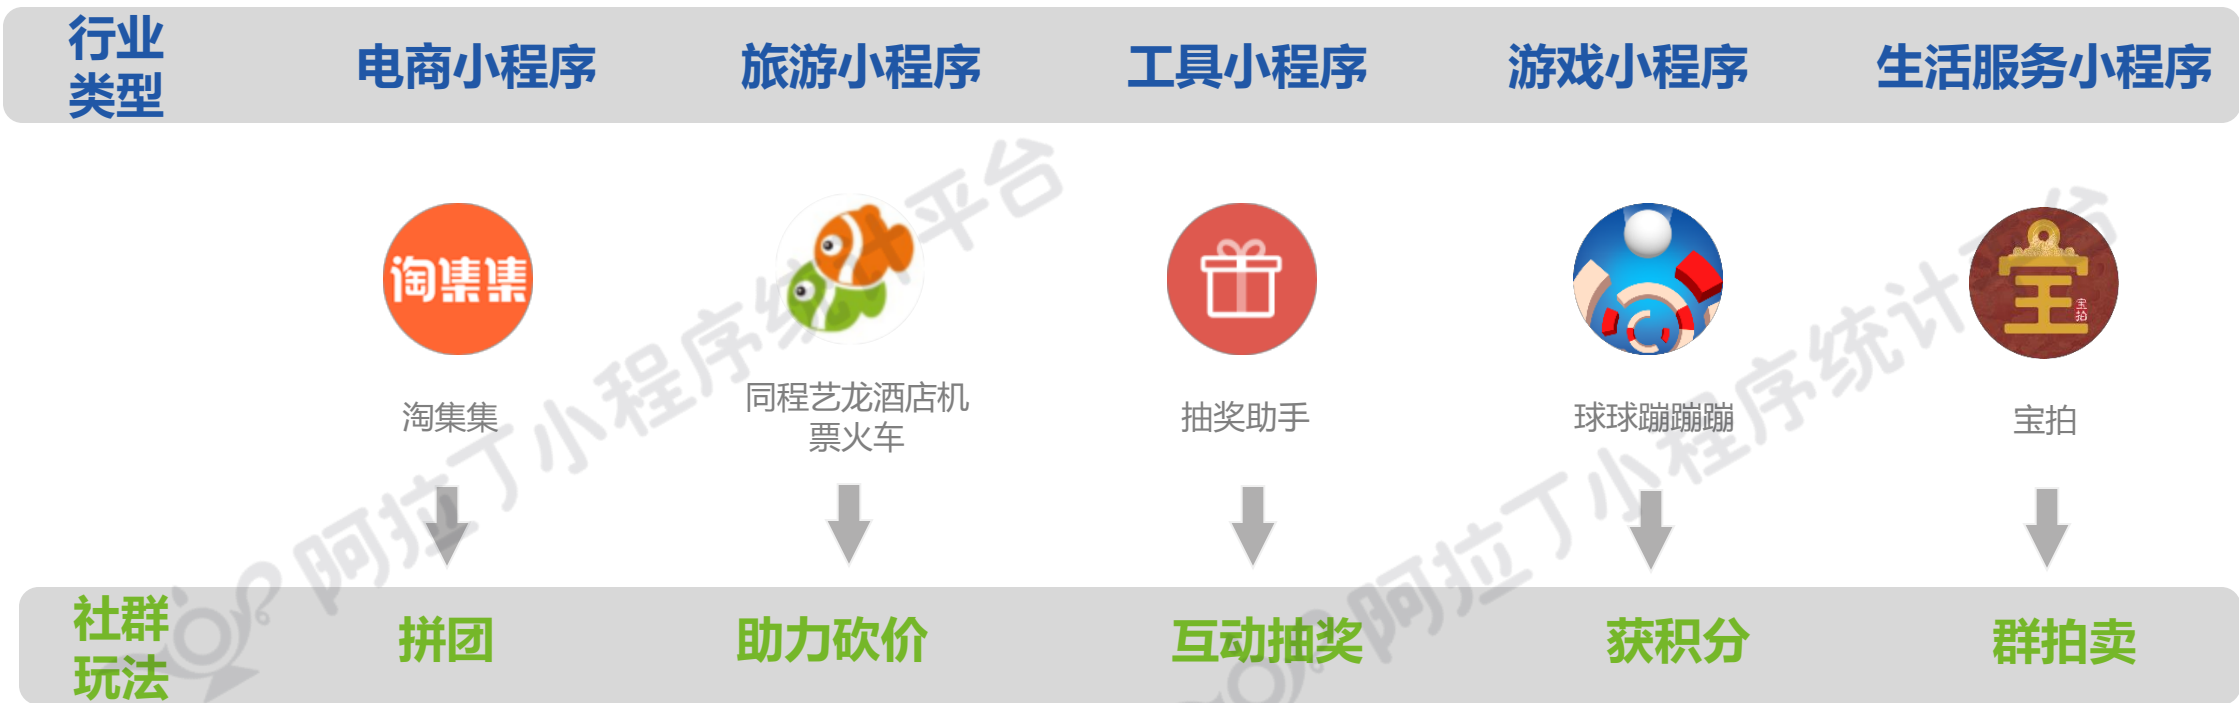 行业
类型
电商小程序
旅游小程序
工具小程序
游戏小程序
生活服务小程序
淘集集
宝拍
淘集集
同程艺龙酒店机
票火车
抽奖助手
球球蹦蹦蹦
宝拍
社群
玩法
拼团
助力砍价
互动抽奖
获积分
群拍卖
阿拉丁小程序统计平台
阿拉丁小程序统计平台